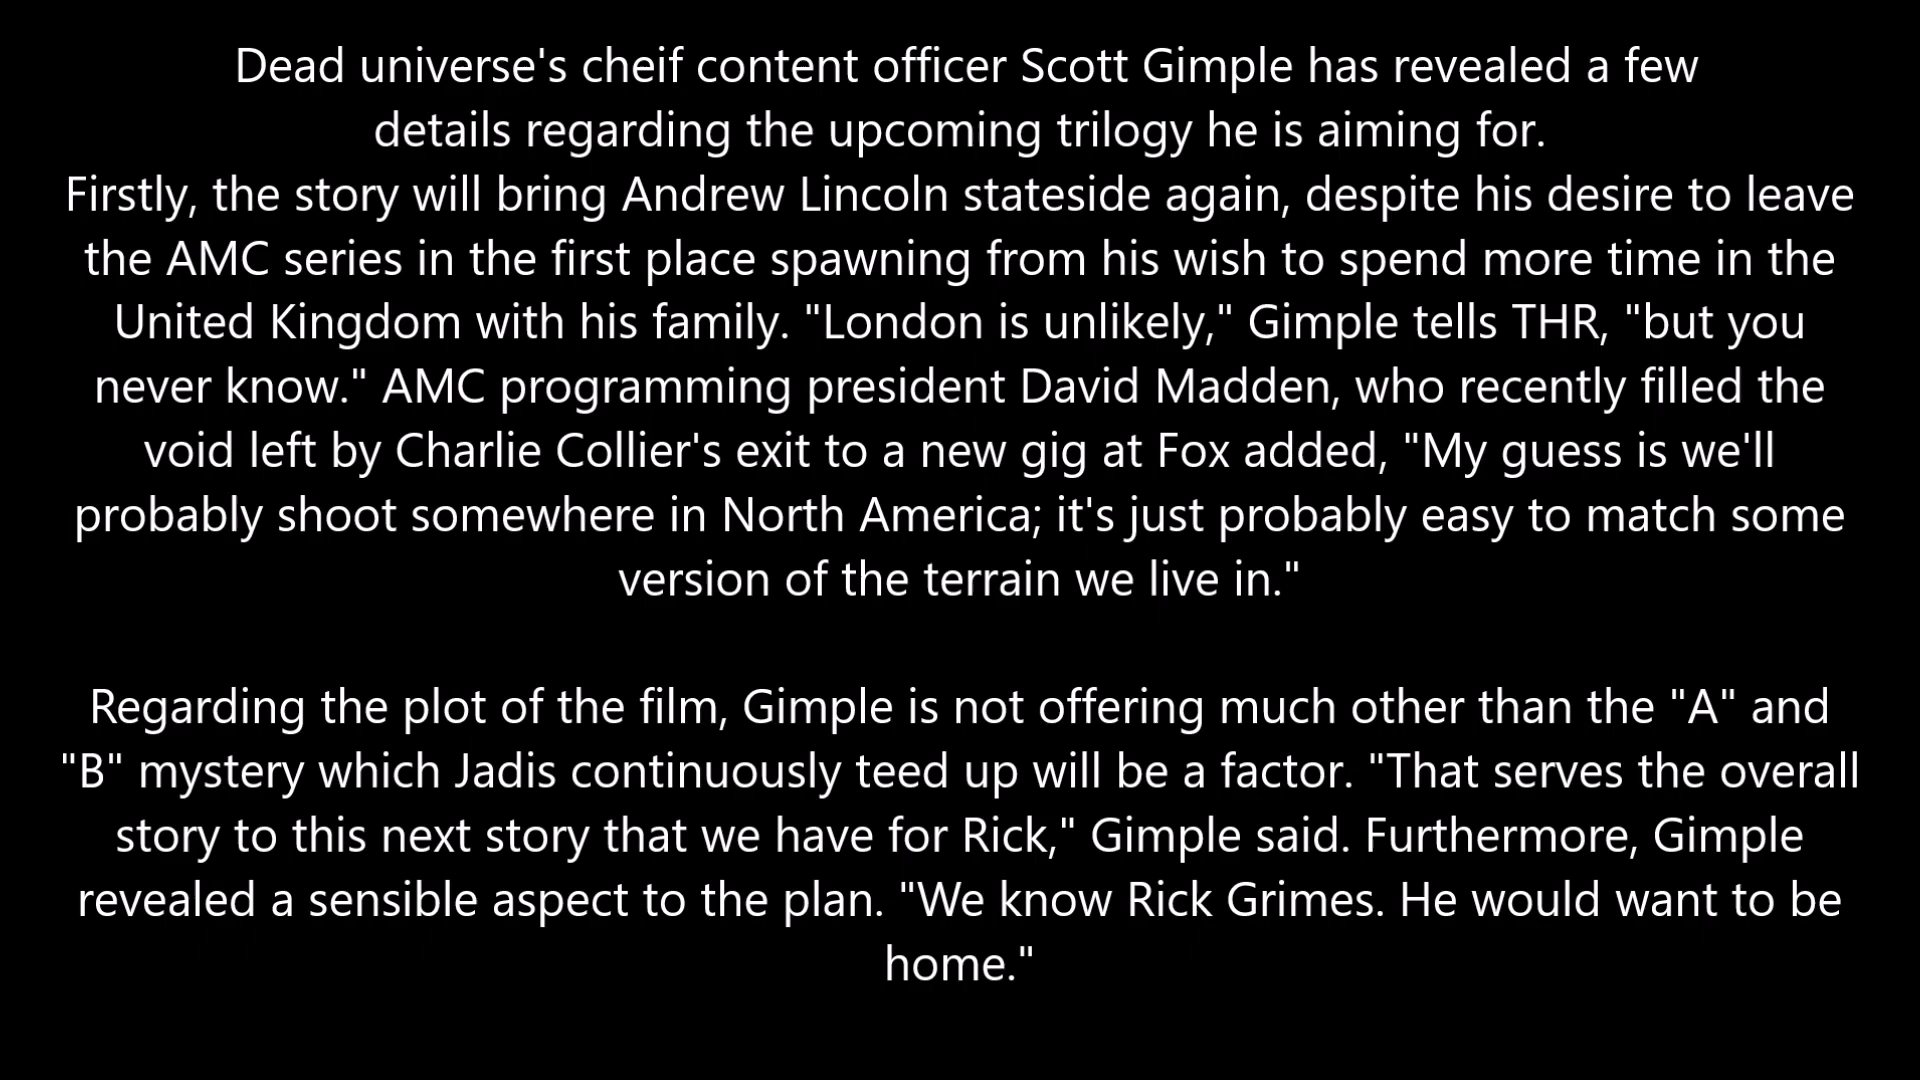 Dead universe's cheif content officer Scott Gimple has revealed a few
details regarding the upcoming trilogy he is aiming for.
Firstly, the story will bring Andrew Lincoln stateside again, despite his desire to leave
the AMC series in the first place spawning from his wish to spend more time in the
United Kingdom with his family. "London is unlikely," Gimple tells THR, "but you
never know." AMC programming president David Madden, who recently filled the
void left by Charlie Collier's exit to a new gig at Fox added, "My guess is we'll
probably shoot somewhere in North America; it's just probably easy to match some
version of the terrain we live in."
Regarding the plot of the film, Gimple is not offering much other than the "A" and
"B" mystery which Jadis continuously teed up will be a factor. "That serves the overall
story to this next story that we have for Rick," Gimple said. Furthermore, Gimple
revealed a sensible aspect to the plan. "We know Rick Grimes. He would want to be
home."